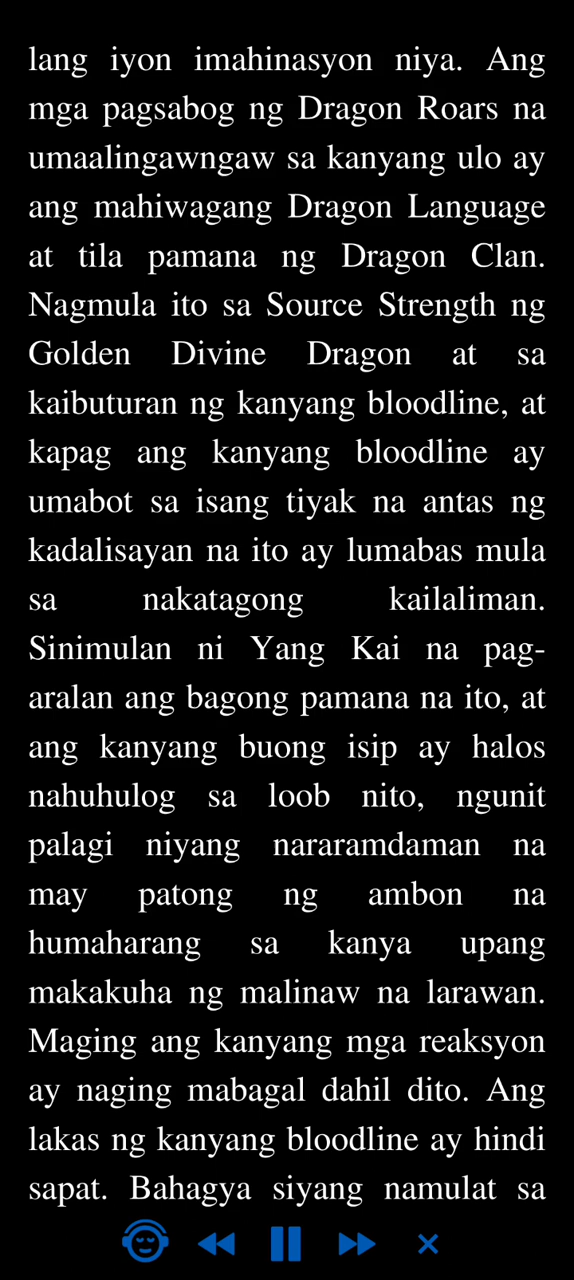 lang iyon imahinasyon niya. Ang
mga pagsabog ng Dragon Roars na
umaalingawngaw sa kanyang ulo ay
ang mahiwagang Dragon Language
at tila pamana ng Dragon Clan.
Nagmula ito sa Source Strength ng
Golden Divine Dragon at sa
kaibuturan ng kanyang bloodline, at
kapag ang kanyang bloodline ay
umabot sa isang tiyak na antas ng
kadalisayan na ito ay lumabas mula
sa nakatagong kailaliman.
Sinimulan ni Yang Kai na pag-
aralan ang bagong pamana na ito, at
ang kanyang buong isip ay halos
nahuhulog sa loob nito, ngunit
palagi niyang nararamdaman na
may patong ng ambon na
humaharang sa kanya upang
makakuha ng malinaw na larawan.
Maging ang kanyang mga reaksyon
ay naging mabagal dahil dito. Ang
lakas ng kanyang bloodline ay hindi
sapat. Bahagya siyang namulat sa